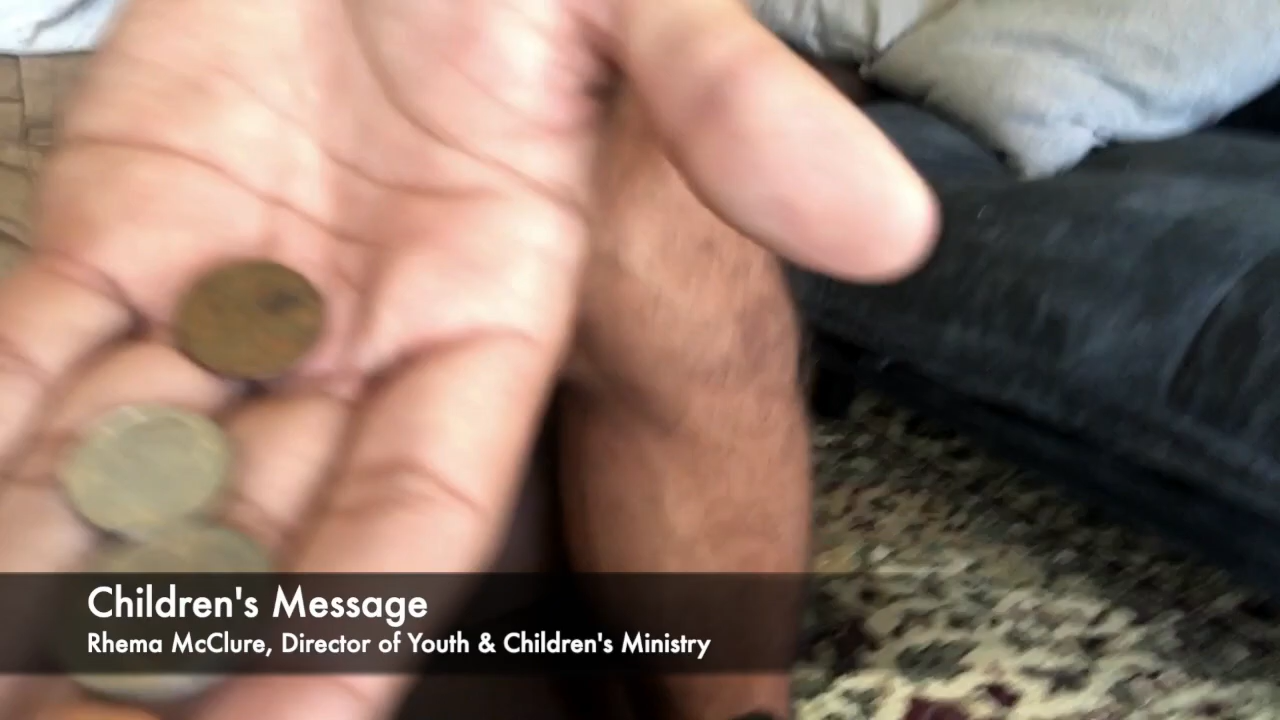 Children's Message
Rhema McClure, Director of Youth & Children's Ministry